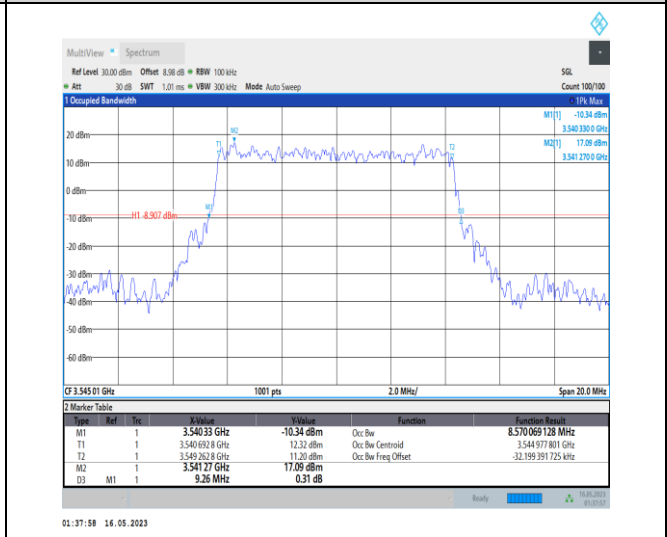 MultiView Spectrum
Ref Level 30.00 dBm Offset 8.98 dB RBW 100 kHz SGL
Att 30 dB SWT 1.01 ms VBW 300 kHz Mode Auto Sweep Count 100/100
1 Occupied Bandwidth 1Pk Max
M1[1] -10.34 dBm
3.540 330 0 GHz
M2[1] 17.09 dBm
3.541 270 0 GHz
20 dBm
M2
T1
T2
10 dBm
0 dBm
M1
D3
H1 -8.907 dBm
-10 dBm
-20 dBm
-30 dBm
-40 dBm
-50 dBm
-60 dBm
CF 3.545 01 GHz 1001 pts 2.0 MHz/ Span 20.0 MHz
2 Marker Table
Type Ref Trc X-Value Y-Value Function Function Result
M1 1 3.540 33 GHz -10.34 dBm Occ Bw 8.570 069 128 MHz
T1 1 3.540 692 8 GHz 12.32 dBm Occ Bw Centroid 3.544 977 801 GHz
T2 1 3.549 262 8 GHz 11.20 dBm Occ Bw Freq Offset -32.199 391 725 kHz
M2 1 3.541 27 GHz 17.09 dBm
D3 M1 1 9.26 MHz 0.31 dB
Ready 16.05.2023
01:37:57
01:37:58 16.05.2023